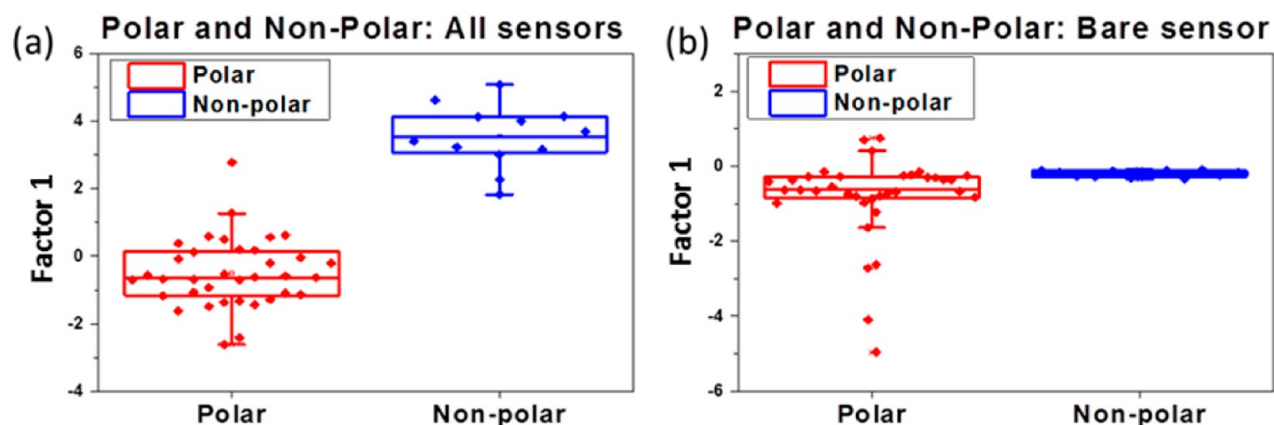 (a)
Polar and Non-Polar: All sensors
6
4
2
0
-2
-4
Factor 1
Polar
Non-polar
Polar
Non-polar
(b)
Polar and Non-Polar: Bare sensor
2
0
-2
-4
-6
Factor 1
Polar
Non-polar
Polar
Non-polar